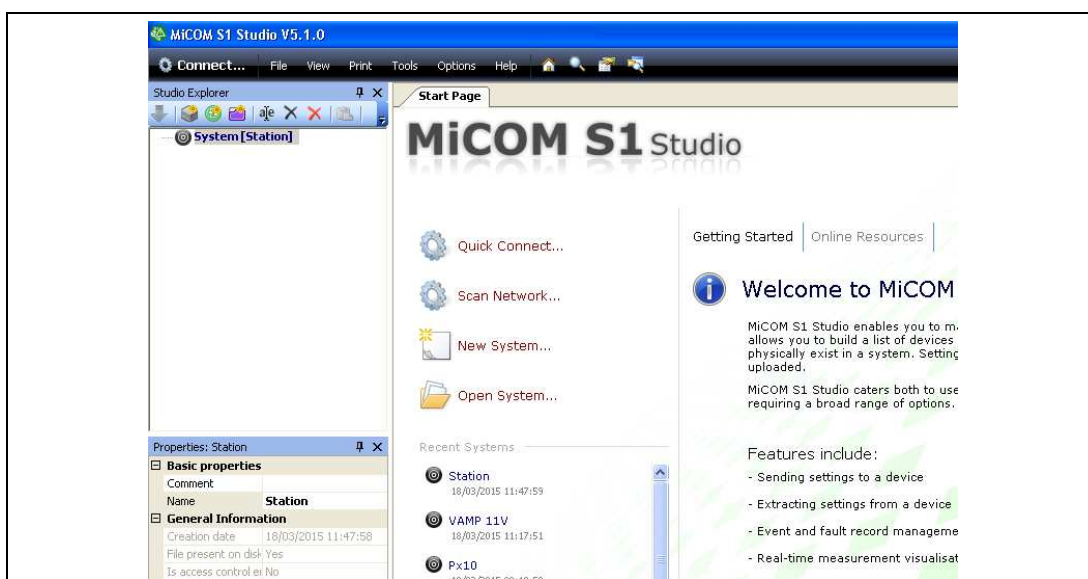 MiCOM S1 Studio V5.1.0
Connect... File View Print Tools Options Help
Studio Explorer
System [Station]
Start Page
MiCOM S1 Studio
Quick Connect...
Scan Network...
New System...
Open System...
Recent Systems
Station
18/03/2015 11:47:59
VAMP 11V
18/03/2015 11:17:51
Px10
Getting Started Online Resources
Welcome to MiCOM
MiCOM S1 Studio enables you to
allows you to build a list of devices
physically exist in a system. Setting
uploaded.
MiCOM S1 Studio caters both to use
requiring a broad range of options.
Features include:
- Sending settings to a device
- Extracting settings from a device
- Event and fault record manageme
- Real-time measurement visualisat
Properties: Station
Basic properties
Comment
Name Station
General Information
Creation date 18/03/2015 11:47:58
File present on disk Yes
Is access control e No